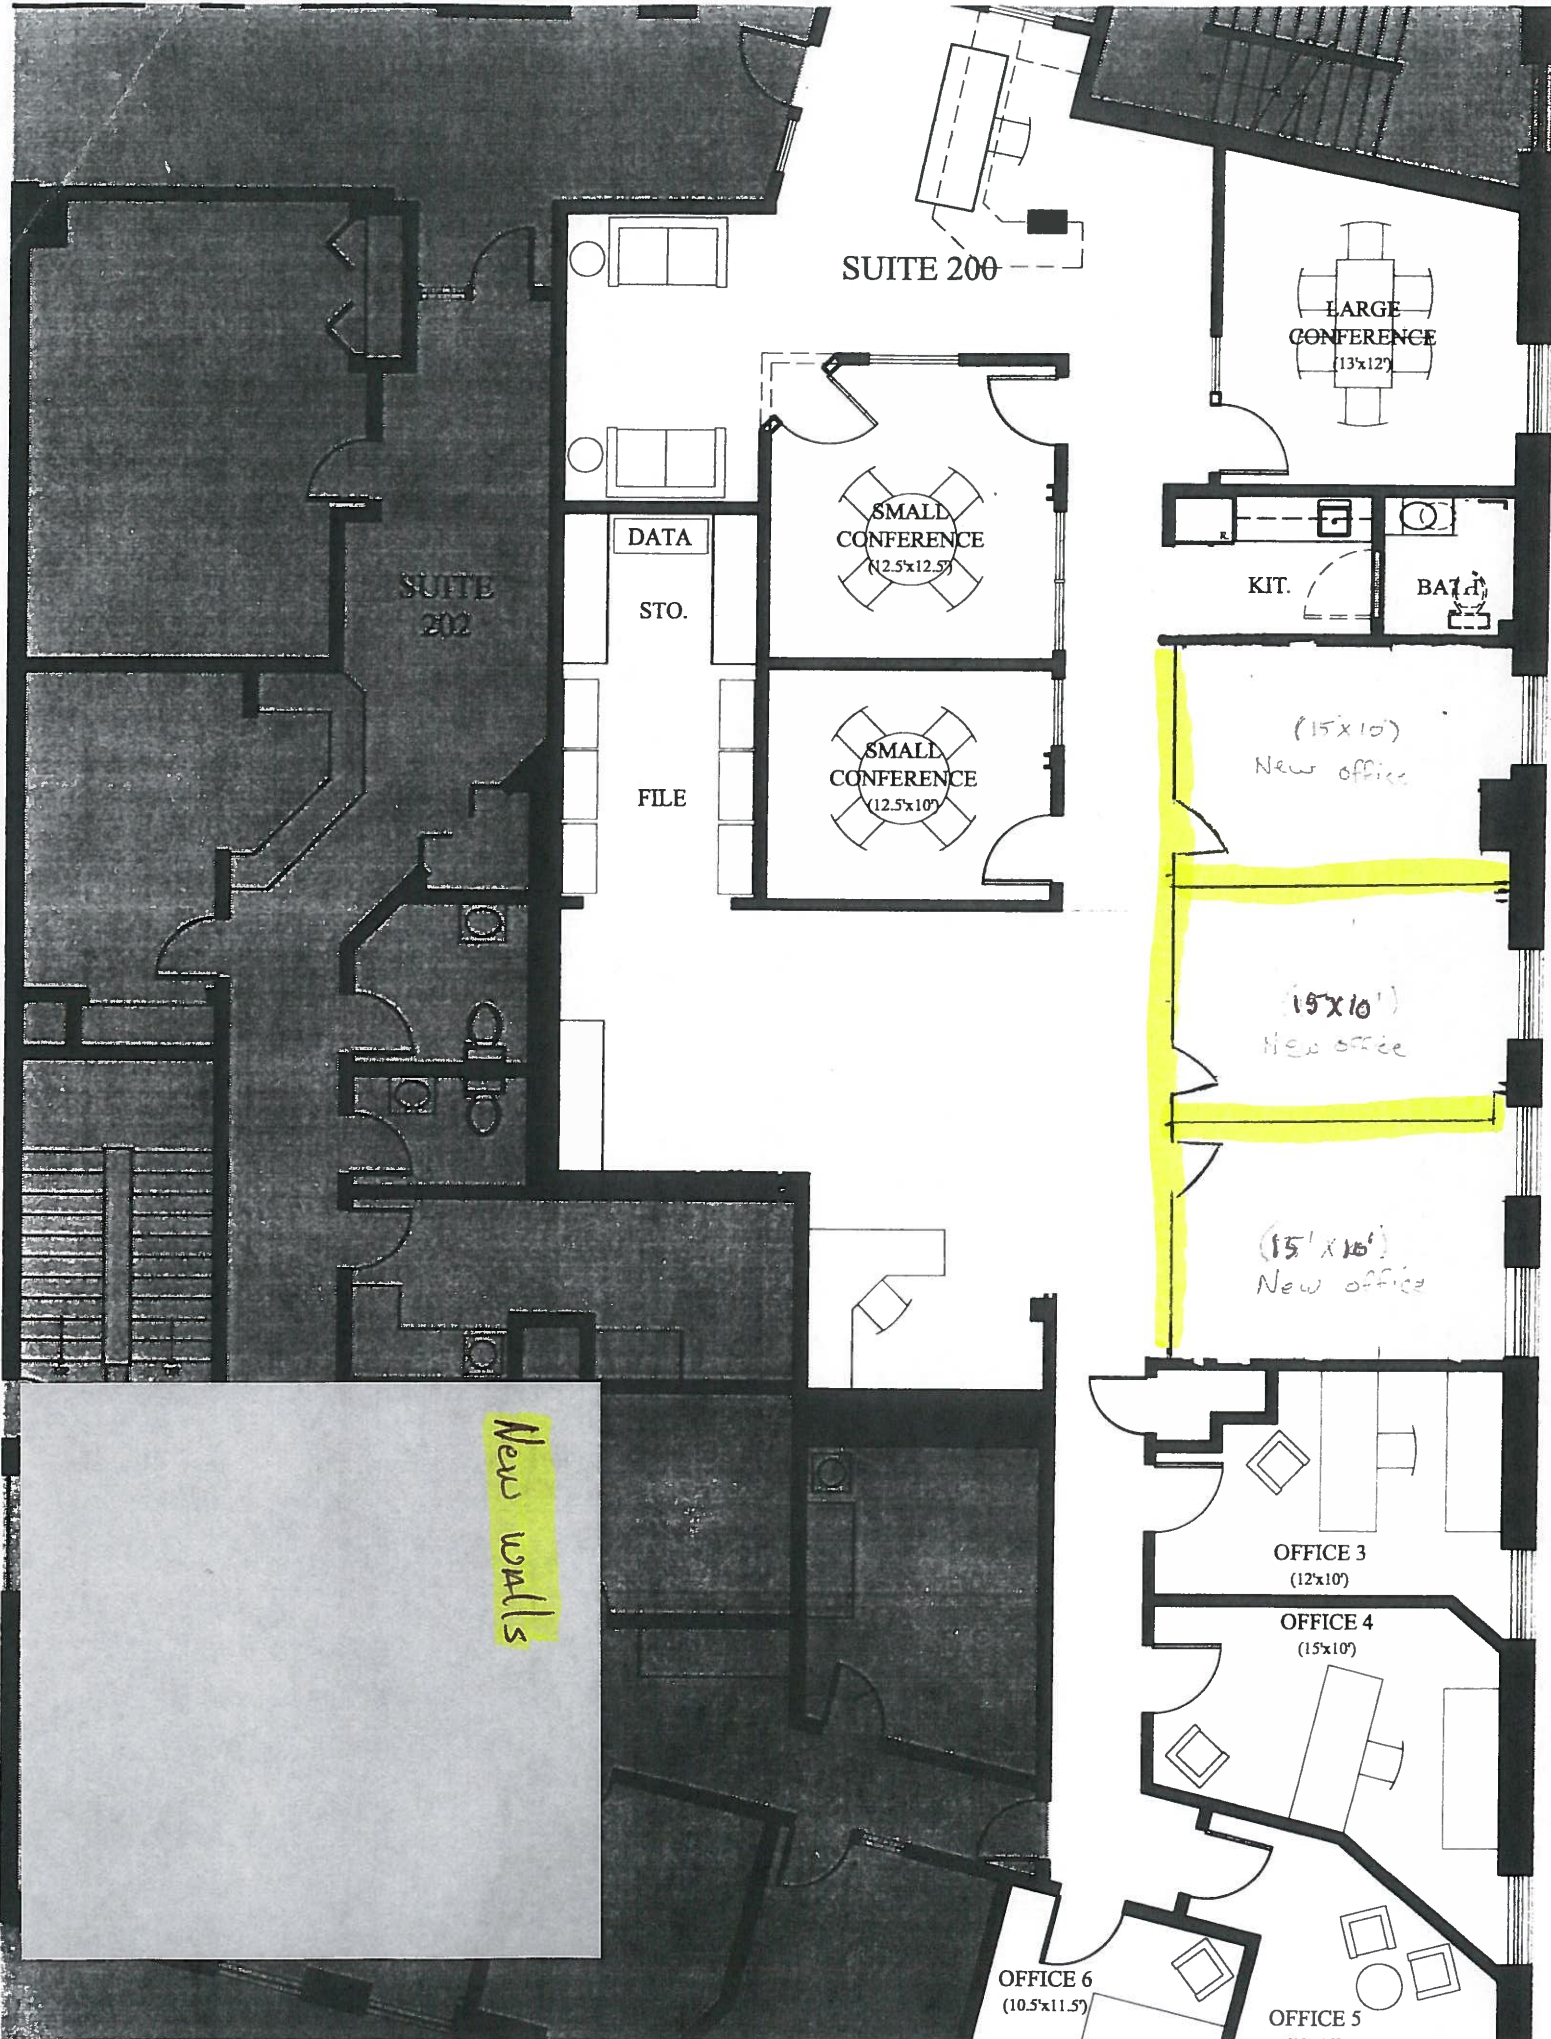 SUITE 200
LARGE
CONFERENCE
(13'x12')
SMALL
CONFERENCE
(12.5'x12.5')
DATA
STO.
R.
KIT.
BATH
SUITE
202
(15'x10')
New office
SMALL
CONFERENCE
(12.5'x10')
FILE
(15'x10')
New office
(15'x10')
New office
New walls
OFFICE 3
(12'x10')
OFFICE 4
(15'x10')
OFFICE 6
(10.5'x11.5')
OFFICE 5